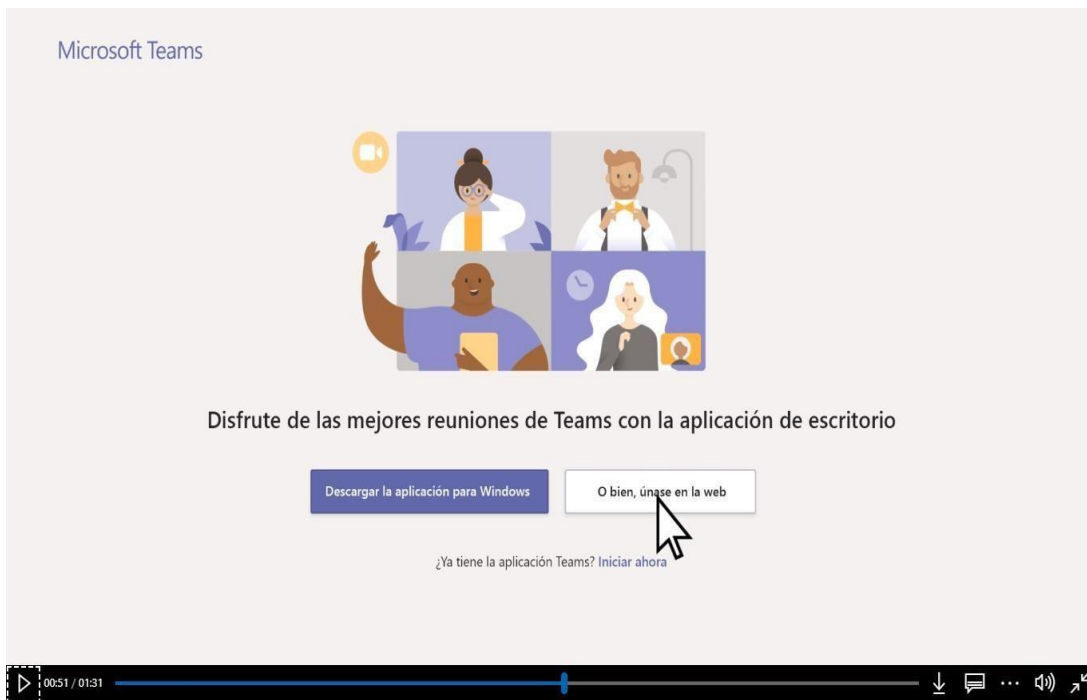 Microsoft Teams
Disfrute de las mejores reuniones de Teams con la aplicación de escritorio
Descargar la aplicación para Windows
O bien, únase en la web
¿Ya tiene la aplicación Teams? Iniciar ahora
00:51 / 01:31